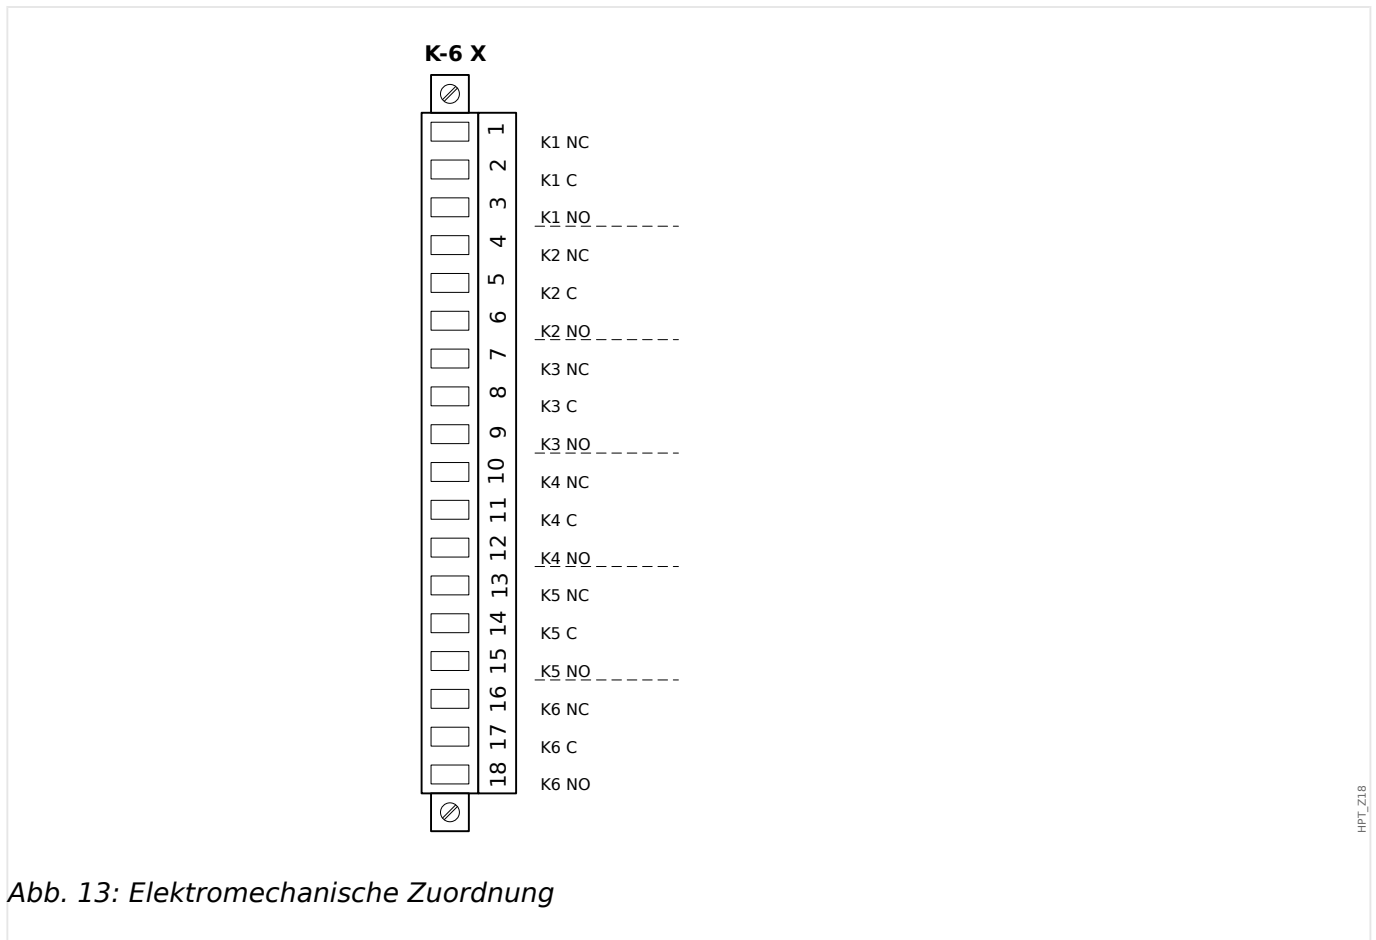 K-6 X
1
K1 NC
2
K1 C
3
K1 NO
4
K2 NC
5
K2 C
6
K2 NO
7
K3 NC
8
K3 C
9
K3 NO
10
K4 NC
11
K4 C
12
K4 NO
13
K5 NC
14
K5 C
15
K5 NO
16
K6 NC
17
K6 C
18
K6 NO
HPT_Z18
Abb. 13: Elektromechanische Zuordnung